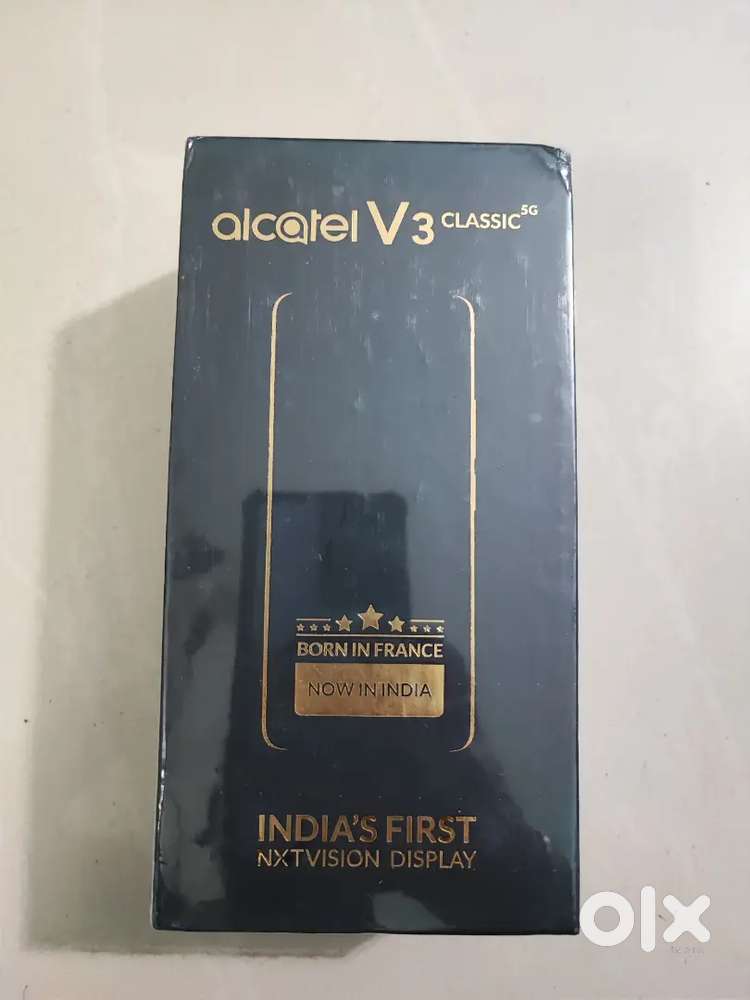 alcatel V3 CLASSIC 5G
BORN IN FRANCE
NOW IN INDIA
INDIA'S FIRST
NXTVISION DISPLAY
olx